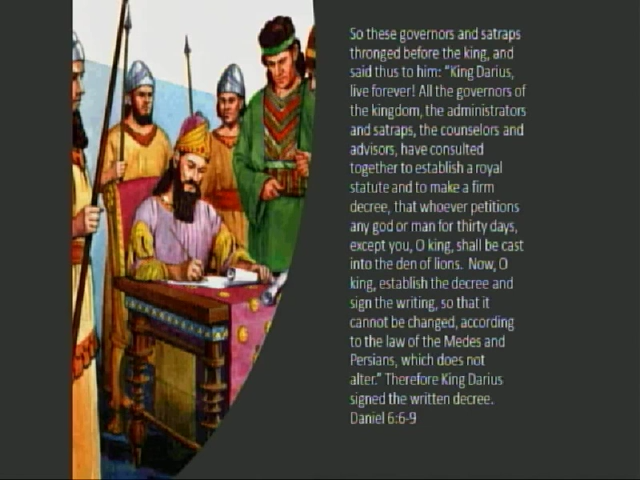 So these governors and satraps
thronged before the king, and
said thus to him: “King Darius,
live forever! All the governors of
the kingdom, the administrators
and satraps, the counselors and
advisors, have consulted
together to establish a royal
statute and to make a firm
decree, that whoever petitions
any god or man for thirty days,
except you, O king, shall be cast
into the den of lions. Now, O
king, establish the decree and
sign the writing, so that it
cannot be changed, according
to the law of the Medes and
Persians, which does not
alter.” Therefore King Darius
signed the written decree.
Daniel 6:6-9